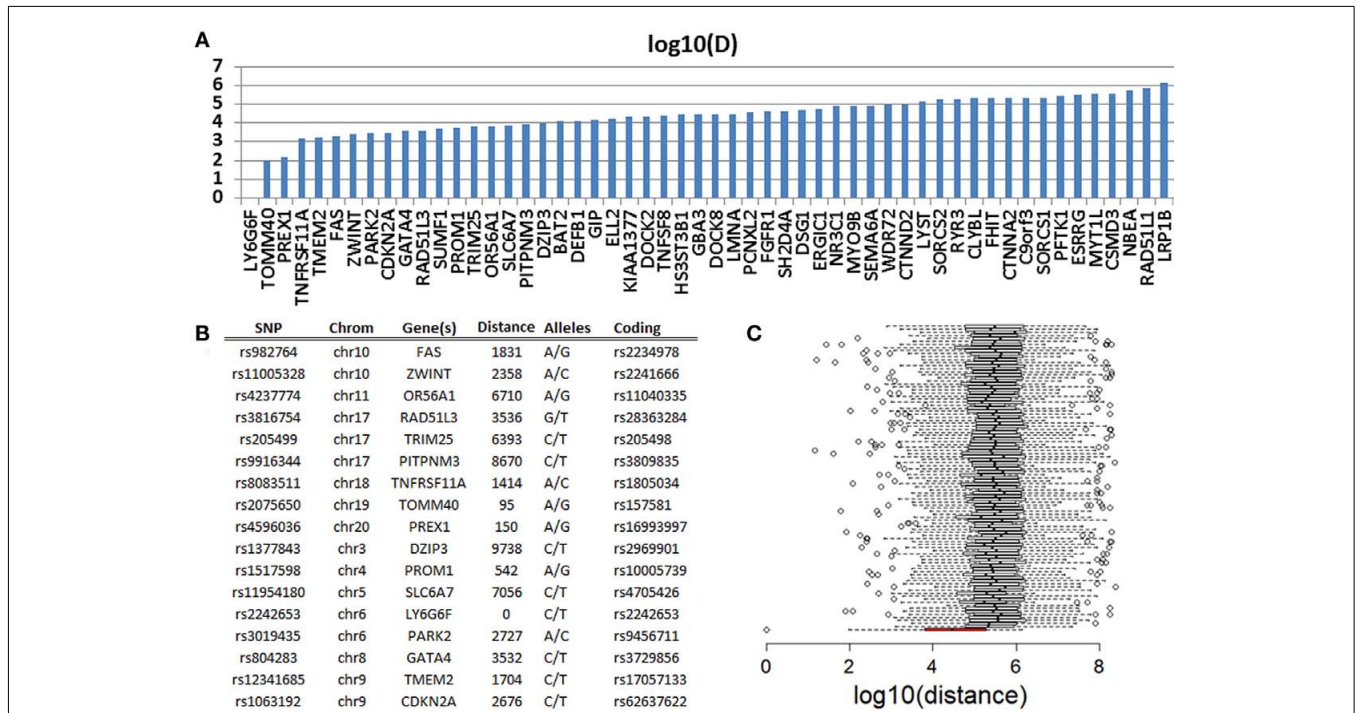 A
log10(D)
7
6
5
4
3
2
1
0
LY6G6F
TOMM40
PREX1
TNFRSF11A
TMEM2
FAS
ZWINT
PARK2
CDKN2A
GATA4
RAD51L3
SUMF1
PROM1
TRIM25
OR56A1
SLC6A7
PITPNM3
DZIP3
BAT2
DEFB1
GIP
ELL2
KIAA1377
DOCK2
TNFSF8
HS3ST3B1
GBA3
DOCK8
LMNA
PCNXL2
FGFR1
SH2D4A
DSG1
ERGIC1
NR3C1
MYO9B
SEMA6A
WDR72
CTNND2
LYST
SORCS2
RYR3
CLYBL
FHIT
CTNNA2
C9orf3
SORCS1
PFTK1
ESRRG
MYT1L
CSMD3
NBEA
RAD51L1
LRP1B
B
SNP Chrom Gene(s) Distance Alleles Coding
rs982764 chr10 FAS 1831 A/G rs2234978
rs11005328 chr10 ZWINT 2358 A/C rs2241666
rs4237774 chr11 OR56A1 6710 A/G rs11040335
rs3816754 chr17 RAD51L3 3536 G/T rs28363284
rs205499 chr17 TRIM25 6393 C/T rs205498
rs9916344 chr17 PITPNM3 8670 C/T rs3809835
rs8083511 chr18 TNFRSF11A 1414 A/C rs1805034
rs2075650 chr19 TOMM40 95 A/G rs157581
rs4596036 chr20 PREX1 150 A/G rs16993997
rs1377843 chr3 DZIP3 9738 C/T rs2969901
rs1517598 chr4 PROM1 542 A/G rs10005739
rs11954180 chr5 SLC6A7 7056 C/T rs4705426
rs2242653 chr6 LY6G6F 0 C/T rs2242653
rs3019435 chr6 PARK2 2727 A/C rs9456711
rs804283 chr8 GATA4 3532 C/T rs3729856
rs12341685 chr9 TMEM2 1704 C/T rs17057133
rs1063192 chr9 CDKN2A 2676 C/T rs62637622
C
0 2 4 6 8
log10(distance)